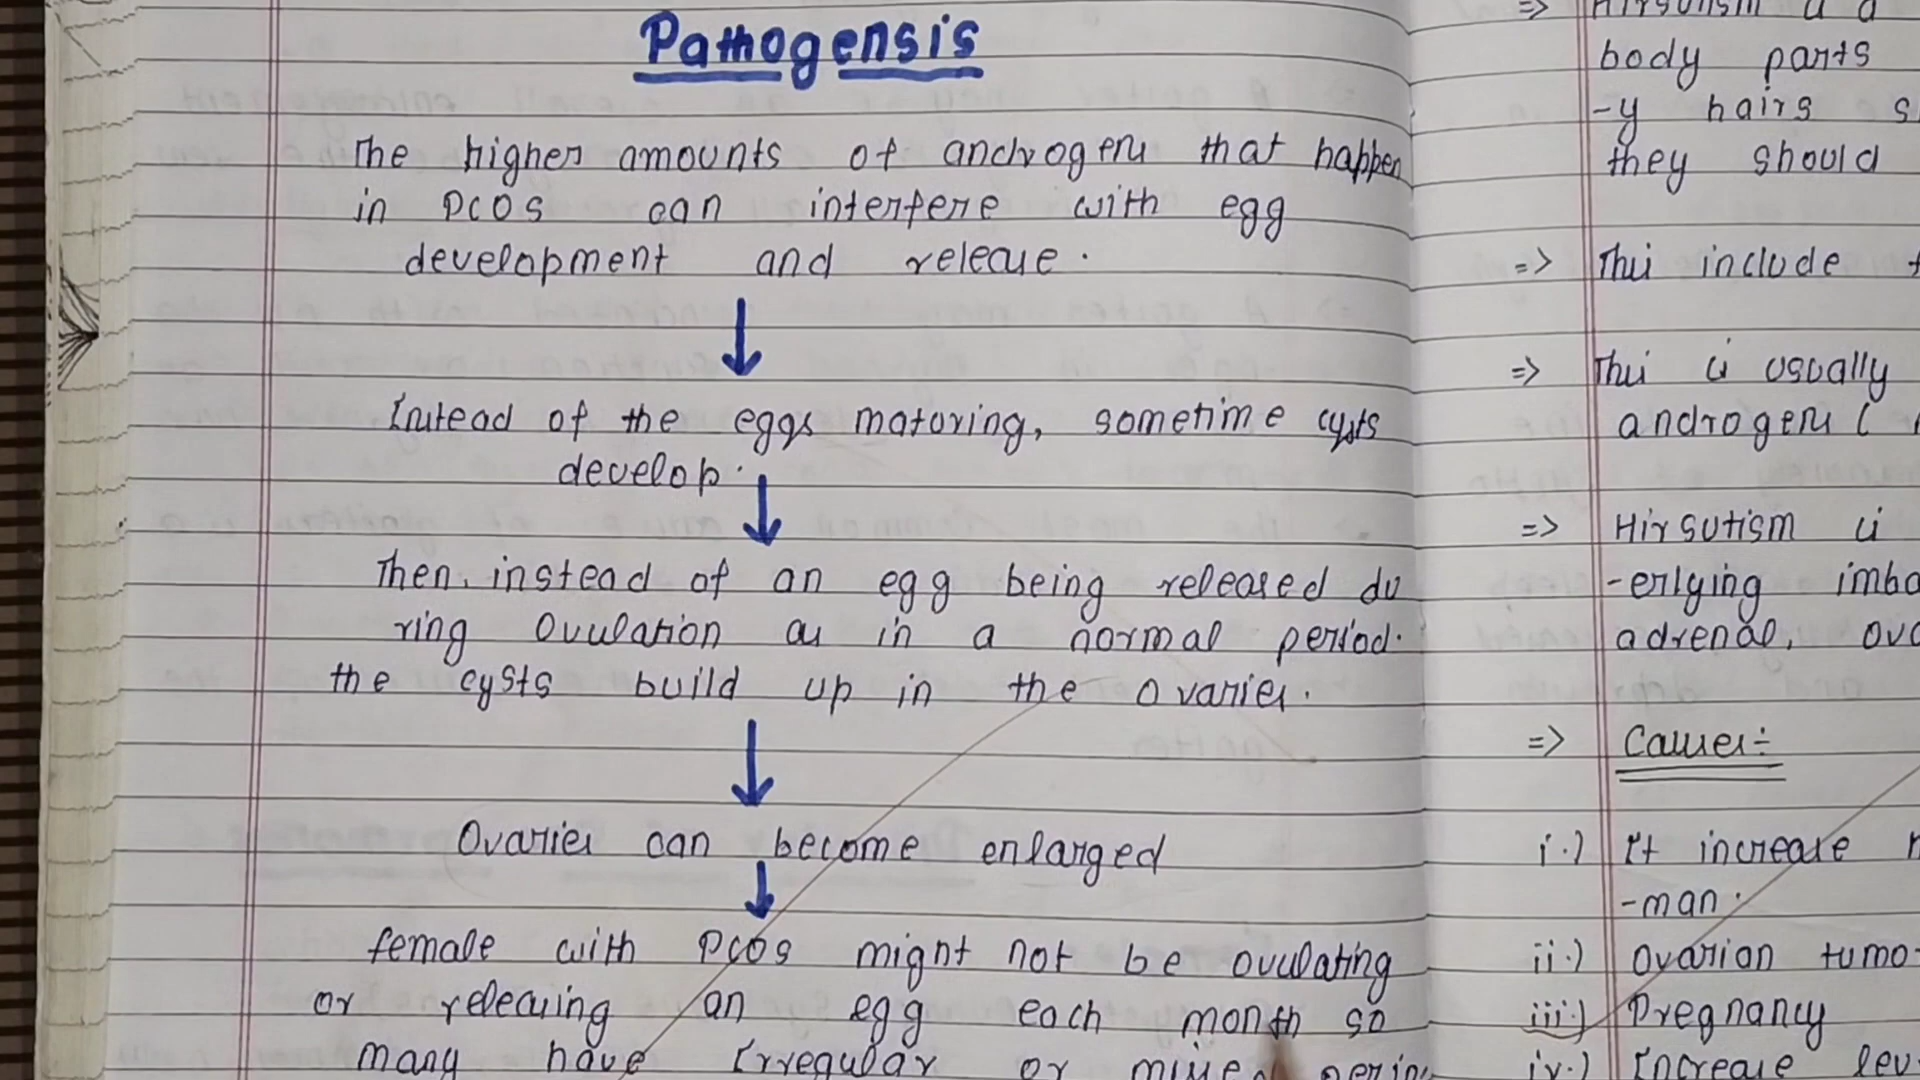 Pathogensis
The higher amounts of androgens that happen
in PCOS can interfere with egg
development and release.
Instead of the eggs maturing, sometime cysts
develop.
Then, instead of an egg being released du
ring Ovulation as in a normal period.
the cysts build up in the Ovaries.
Ovaries can become enlarged
female with PCOS might not be ovulating
or releasing an egg each month so
many have Irregular or missed
=> Hirsutism is a
body parts
-y hairs
they should
=> This include
=> This is usually
androgens (
=> Hirsutism is
-erlying
adrenal,
=> Causes:-
i.) It increase
-man.
ii.) Ovarian
iii.) Pregnancy
iv.) Increase